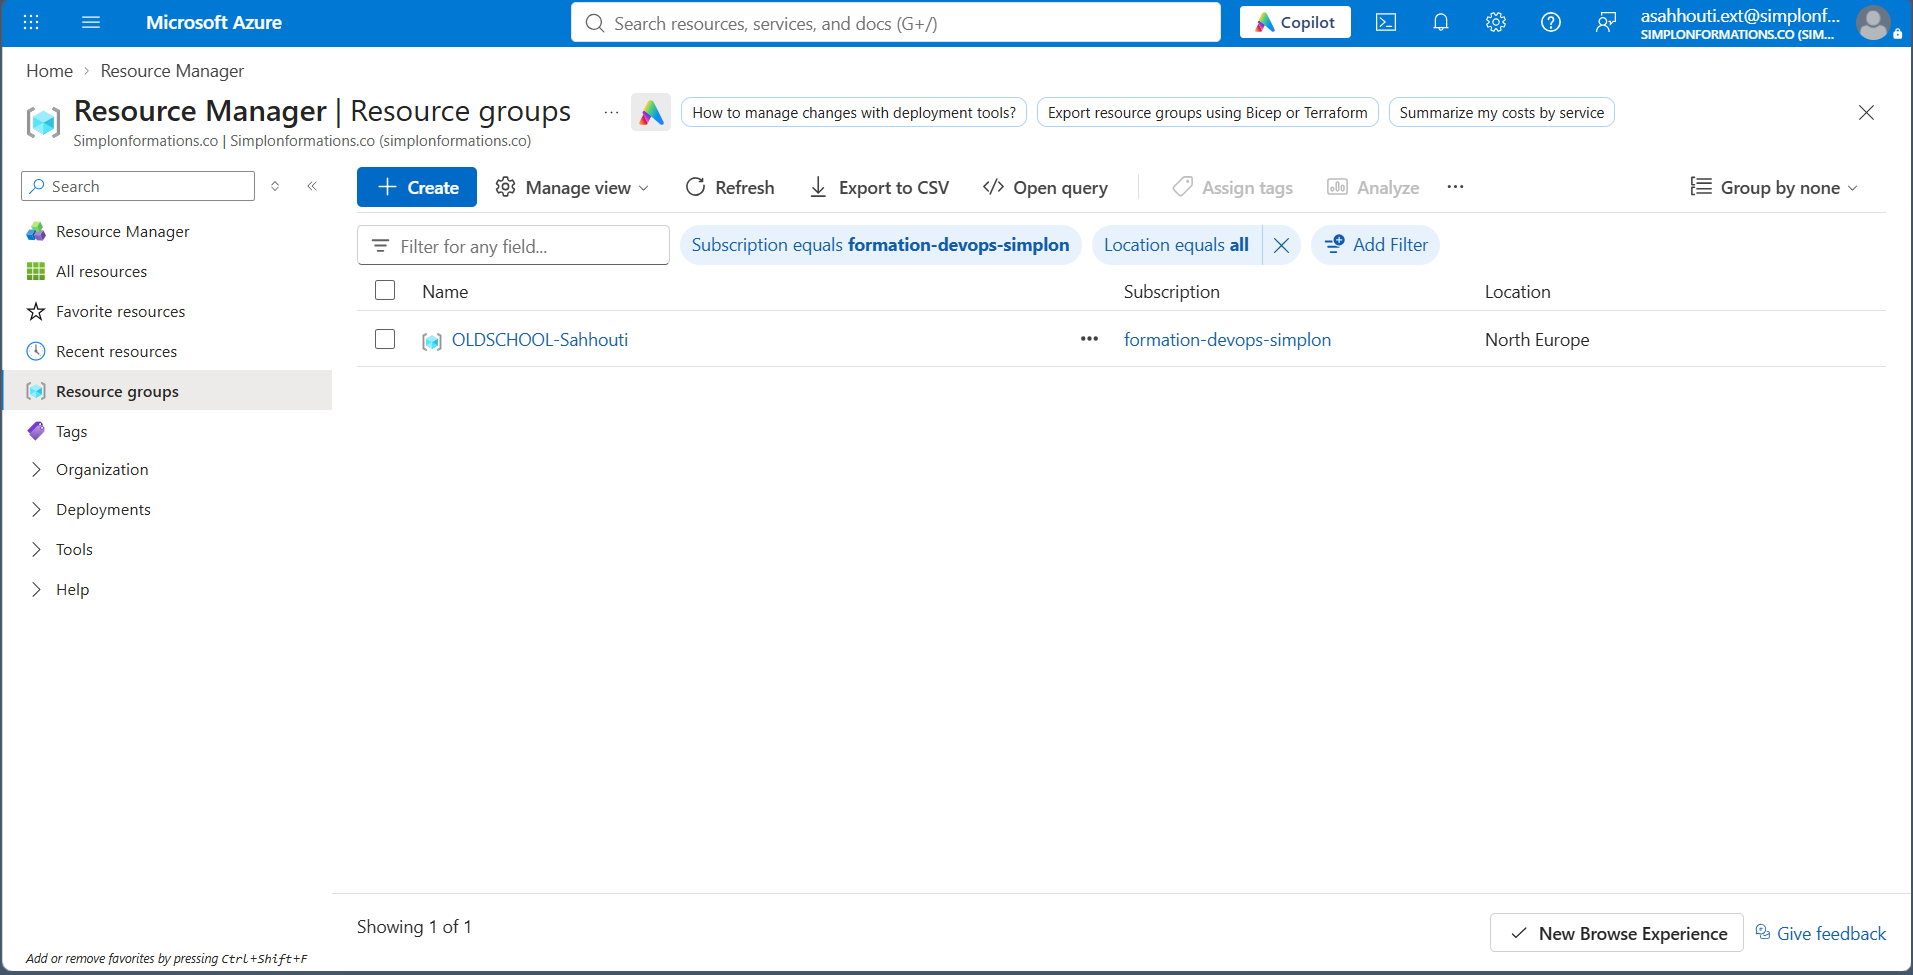 Microsoft Azure
Search resources, services, and docs (G+/)
Copilot
asahhouti.ext@simplonf...
SIMPLONFORMATIONS.CO (SIM...
Home > Resource Manager
Resource Manager | Resource groups
...
How to manage changes with deployment tools?
Export resource groups using Bicep or Terraform
Summarize my costs by service
Simplonformations.co | Simplonformations.co (simplonformations.co)
Search
Create
Manage view
Refresh
Export to CSV
Open query
Assign tags
Analyze
...
Group by none
Resource Manager
All resources
Favorite resources
Recent resources
Resource groups
Tags
Organization
Deployments
Tools
Help
Filter for any field...
Subscription equals formation-devops-simplon
Location equals all
Add Filter
Name Subscription Location
OLDSCHOOL-Sahhouti ... formation-devops-simplon North Europe
Showing 1 of 1
New Browse Experience
Give feedback
Add or remove favorites by pressing Ctrl+Shift+F